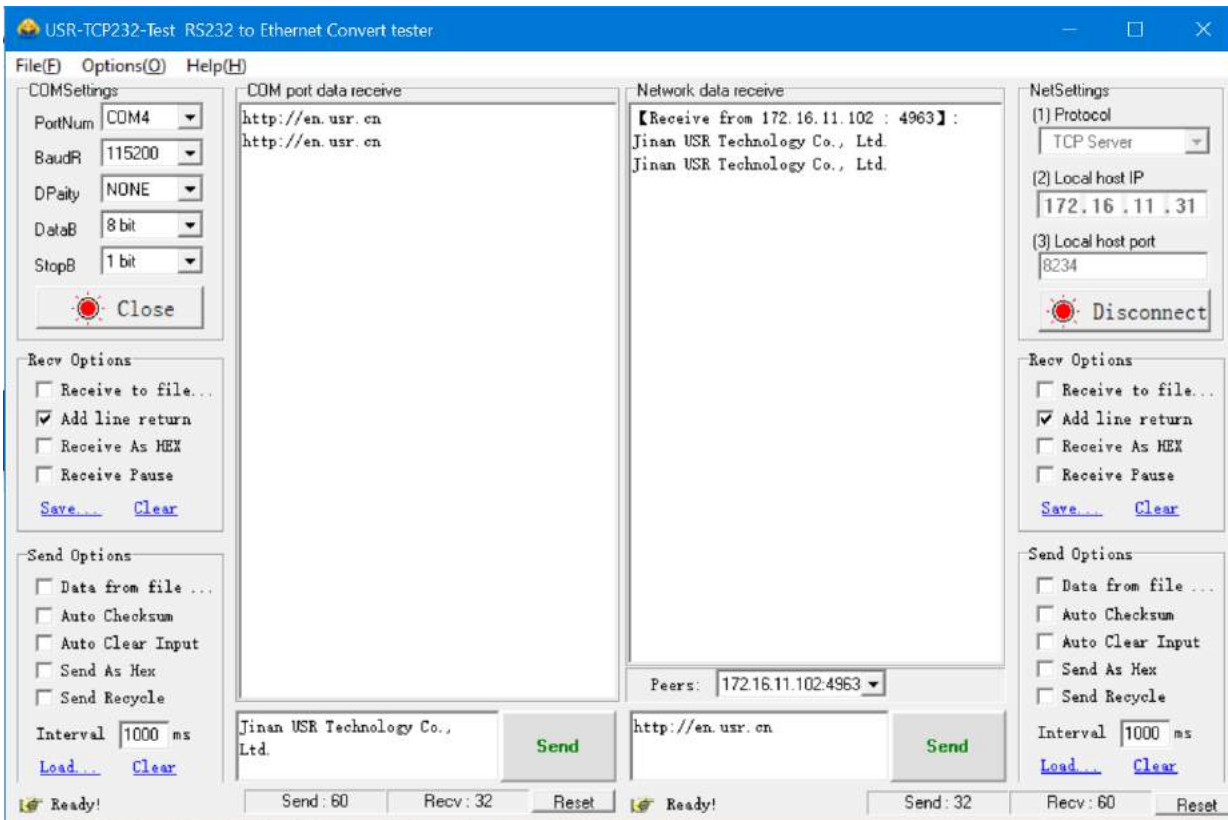 USR-TCP232-Test RS232 to Ethernet Convert tester
File(F) Options(O) Help(H)
COMSettings
PortNum COM4
BaudR 115200
DPaity NONE
DataB 8 bit
StopB 1 bit
Close
Recv Options
Receive to file...
Add line return
Receive As HEX
Receive Pause
Save... Clear
Send Options
Data from file ...
Auto Checksum
Auto Clear Input
Send As Hex
Send Recycle
Interval 1000 ms
Load... Clear
COM port data receive
http://en.usr.cn
http://en.usr.cn
Jinan USR Technology Co.,
Ltd.
Send
Network data receive
【Receive from 172.16.11.102 : 4963】:
Jinan USR Technology Co., Ltd.
Jinan USR Technology Co., Ltd.
Peers: 172.16.11.102:4963
http://en.usr.cn
Send
NetSettings
(1) Protocol
TCP Server
(2) Local host IP
172.16.11.31
(3) Local host port
8234
Disconnect
Recv Options
Receive to file...
Add line return
Receive As HEX
Receive Pause
Save... Clear
Send Options
Data from file ...
Auto Checksum
Auto Clear Input
Send As Hex
Send Recycle
Interval 1000 ms
Load... Clear
Ready! Send : 60 Recv : 32 Reset
Ready! Send : 32 Recv : 60 Reset